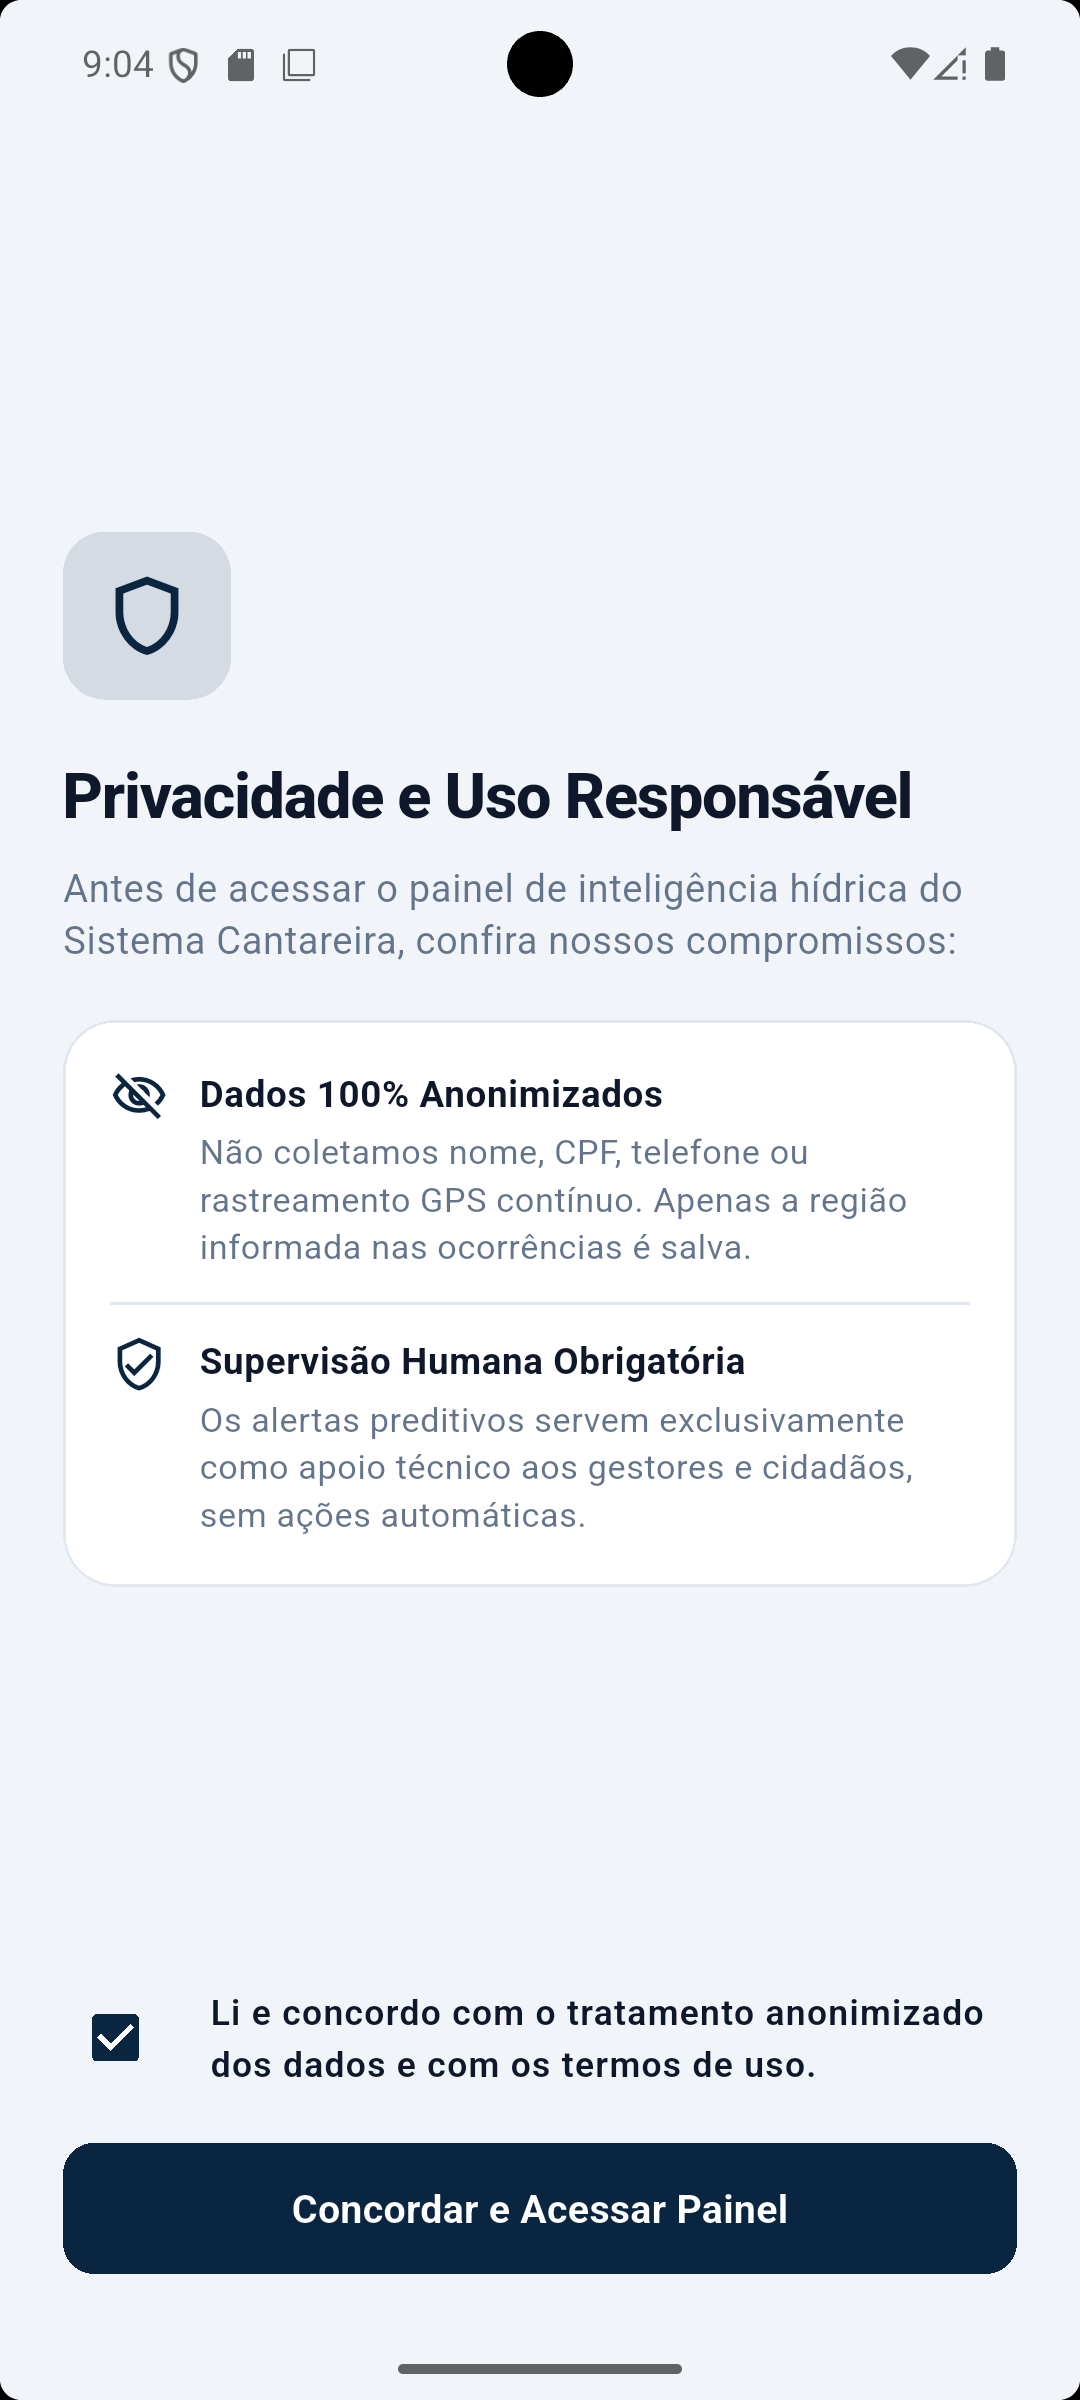 9:04
Privacidade e Uso Responsável
Antes de acessar o painel de inteligência hídrica do
Sistema Cantareira, confira nossos compromissos:
Dados 100% Anonimizados
Não coletamos nome, CPF, telefone ou
rastreamento GPS contínuo. Apenas a região
informada nas ocorrências é salva.
Supervisão Humana Obrigatória
Os alertas preditivos servem exclusivamente
como apoio técnico aos gestores e cidadãos,
sem ações automáticas.
Li e concordo com o tratamento anonimizado
dos dados e com os termos de uso.
Concordar e Acessar Painel